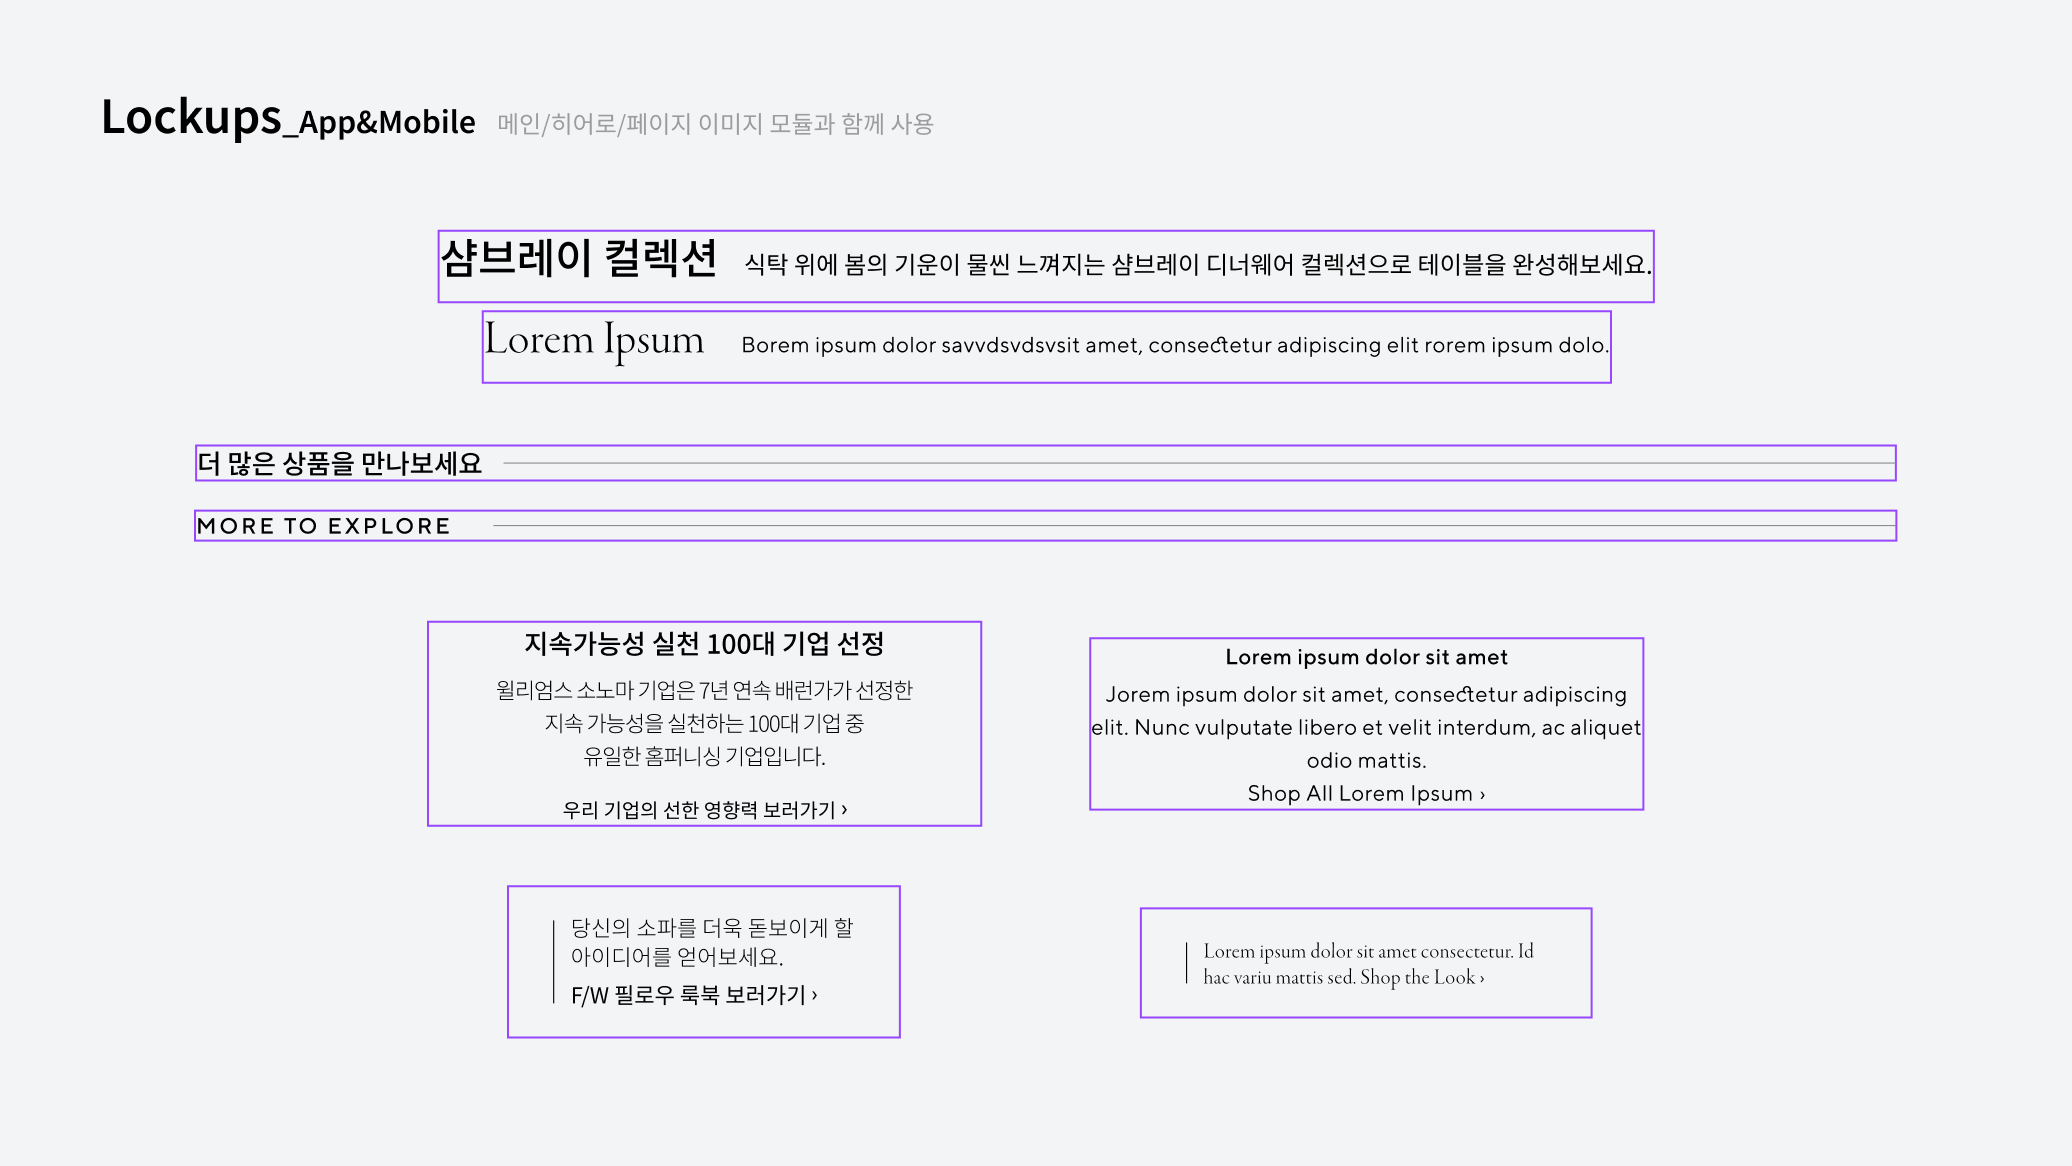 Lockups_App&Mobile 메인/히어로/페이지 이미지 모듈과 함께 사용
샴브레이 컬렉션 식탁 위에 봄의 기운이 물씬 느껴지는 샴브레이 디너웨어 컬렉션으로 테이블을 완성해보세요.
Lorem Ipsum Borem ipsum dolor savvdsvdsvsit amet, consectetur adipiscing elit rorem ipsum dolo.
더 많은 상품을 만나보세요
MORE TO EXPLORE
지속가능성 실천 100대 기업 선정
윌리엄스 소노마 기업은 7년 연속 배런가가 선정한
지속 가능성을 실천하는 100대 기업 중
유일한 홈퍼니싱 기업입니다.
우리 기업의 선한 영향력 보러가기 ›
Lorem ipsum dolor sit amet
Jorem ipsum dolor sit amet, consectetur adipiscing
elit. Nunc vulputate libero et velit interdum, ac aliquet
odio mattis.
Shop All Lorem Ipsum ›
당신의 소파를 더욱 돋보이게 할
아이디어를 얻어보세요.
F/W 필로우 룩북 보러가기 ›
Lorem ipsum dolor sit amet consectetur. Id
hac variu mattis sed. Shop the Look ›